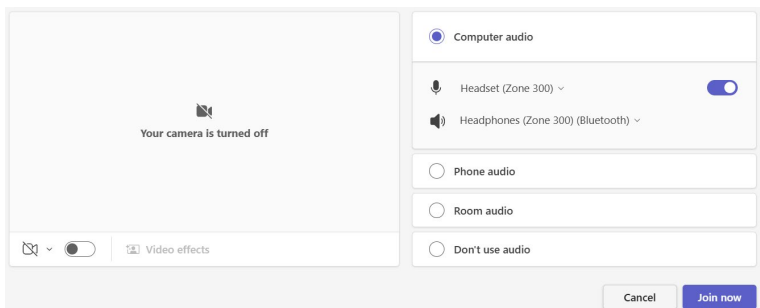 Your camera is turned off
Video effects
Computer audio
Headset (Zone 300)
Headphones (Zone 300) (Bluetooth)
Phone audio
Room audio
Don't use audio
Cancel
Join now